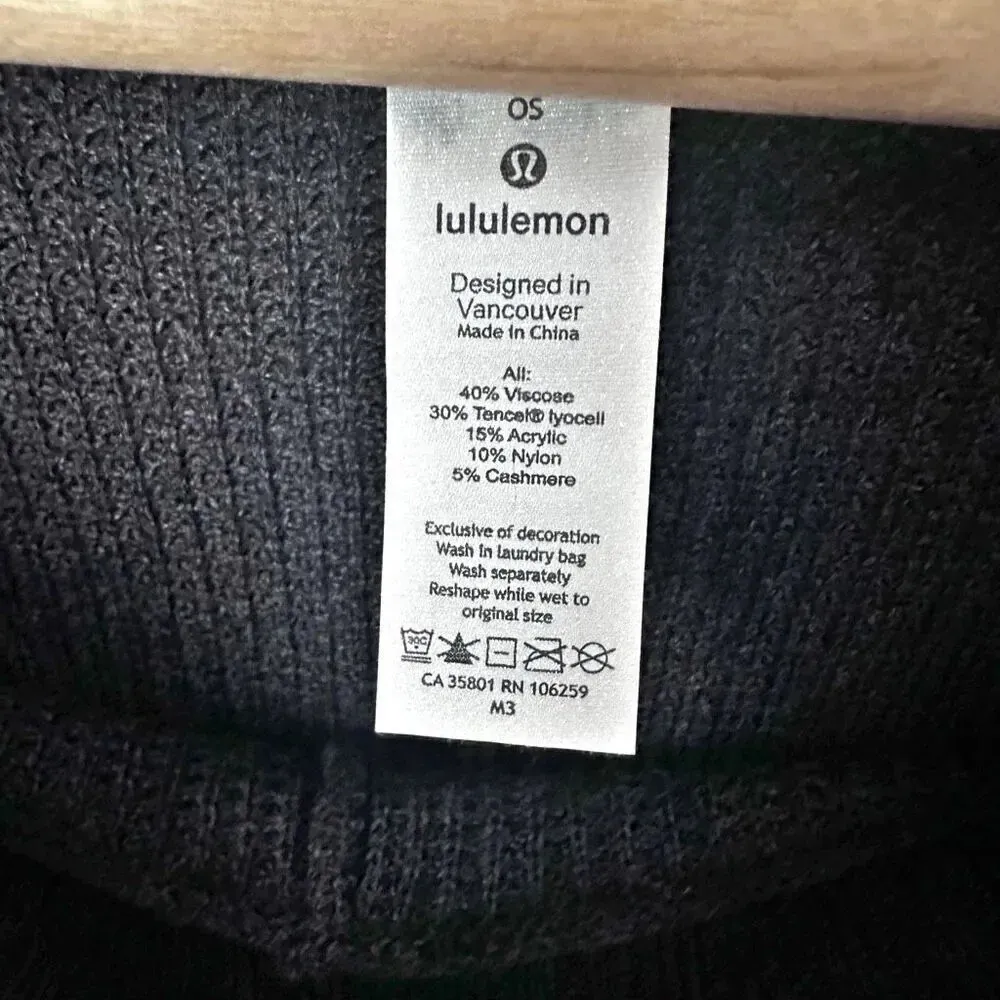 OS
lululemon
Designed in
Vancouver
Made in China
All:
40% Viscose
30% Tencel® lyocell
15% Acrylic
10% Nylon
5% Cashmere
Exclusive of decoration
Wash in laundry bag
Wash separately
Reshape while wet to
original size
30C
CA 35801 RN 106259
M3